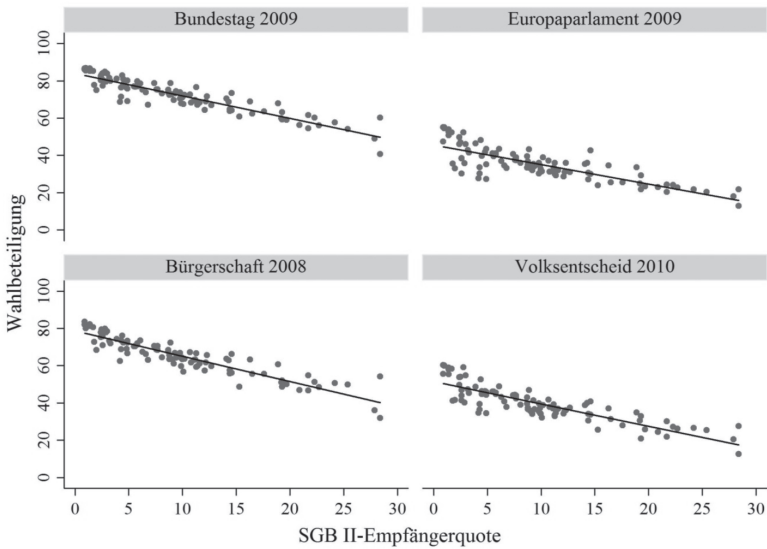 Bundestag 2009
Europaparlament 2009
100
80
60
40
20
0
Bürgerschaft 2008
Volksentscheid 2010
100
80
60
40
20
0
Wahlbeteiligung
0 5 10 15 20 25 30
0 5 10 15 20 25 30
SGB II-Empfängerquote